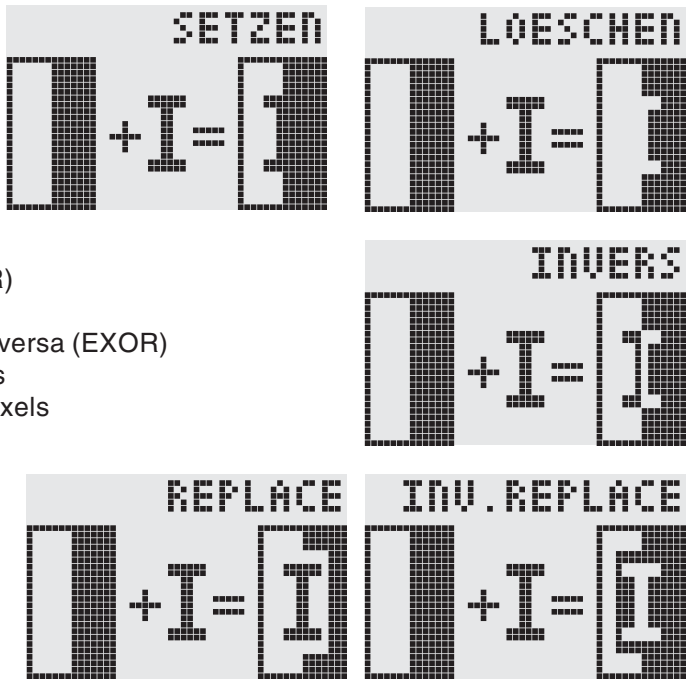 SETZEN LOESCHEN
+I= +I=
INVERS
R)
versa (EXOR)
s
xels
+I=
REPLACE INV.REPLACE
+I= +I=